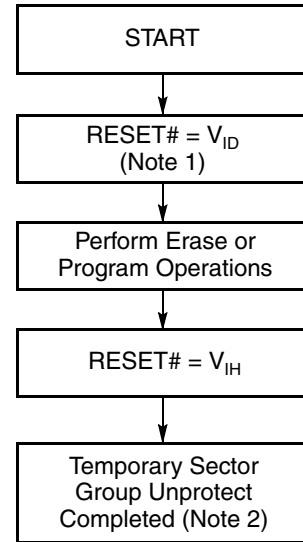 START
RESET# = VID
(Note 1)
Perform Erase or
Program Operations
RESET# = VIH
Temporary Sector
Group Unprotect
Completed (Note 2)